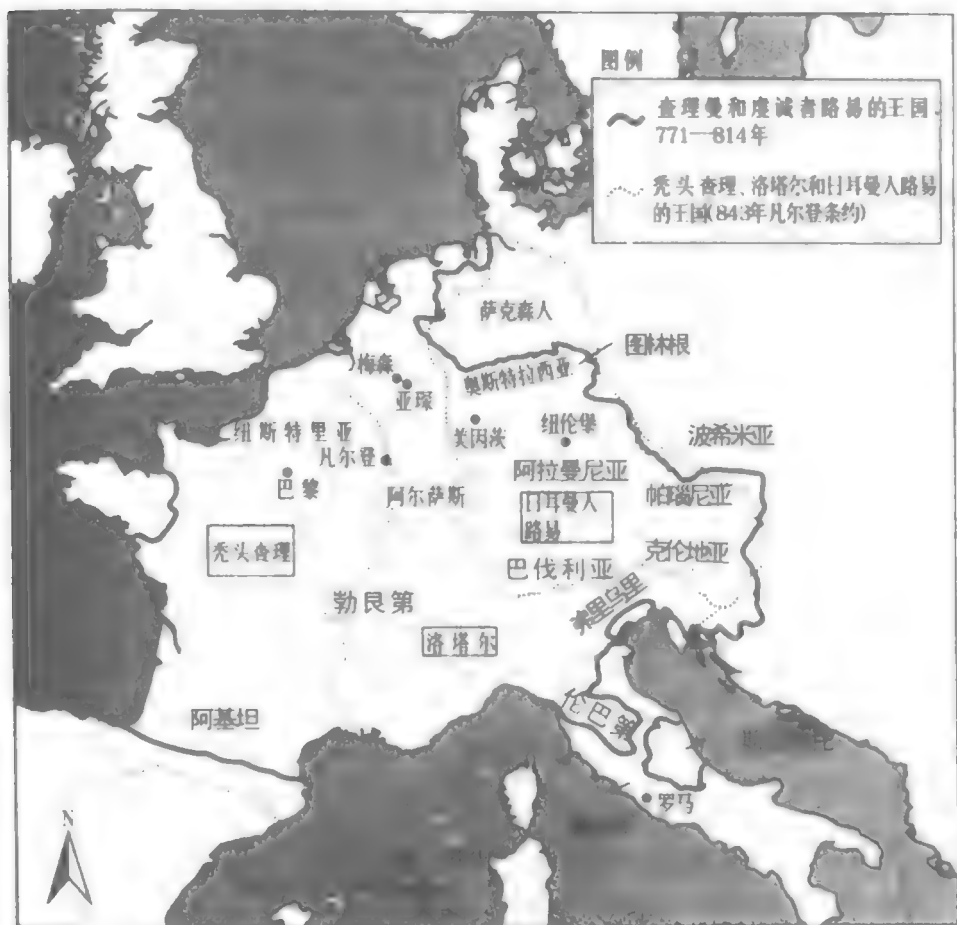 图例
查理曼和虔诚者路易的王国
771—814年
秃头查理、洛塔尔和日耳曼人路易
的王国(843年凡尔登条约)
萨克森人
图林根
梅森
亚琛
奥斯特拉西亚
美因茨
纽伦堡
波希米亚
纽斯特里亚
凡尔登
巴黎
阿尔萨斯
阿拉曼尼亚
帕瑙尼亚
日耳曼人
路易
秃头查理
克伦地亚
巴伐利亚
弗里乌里
勃艮第
洛塔尔
伦巴第
阿基坦
罗马
N